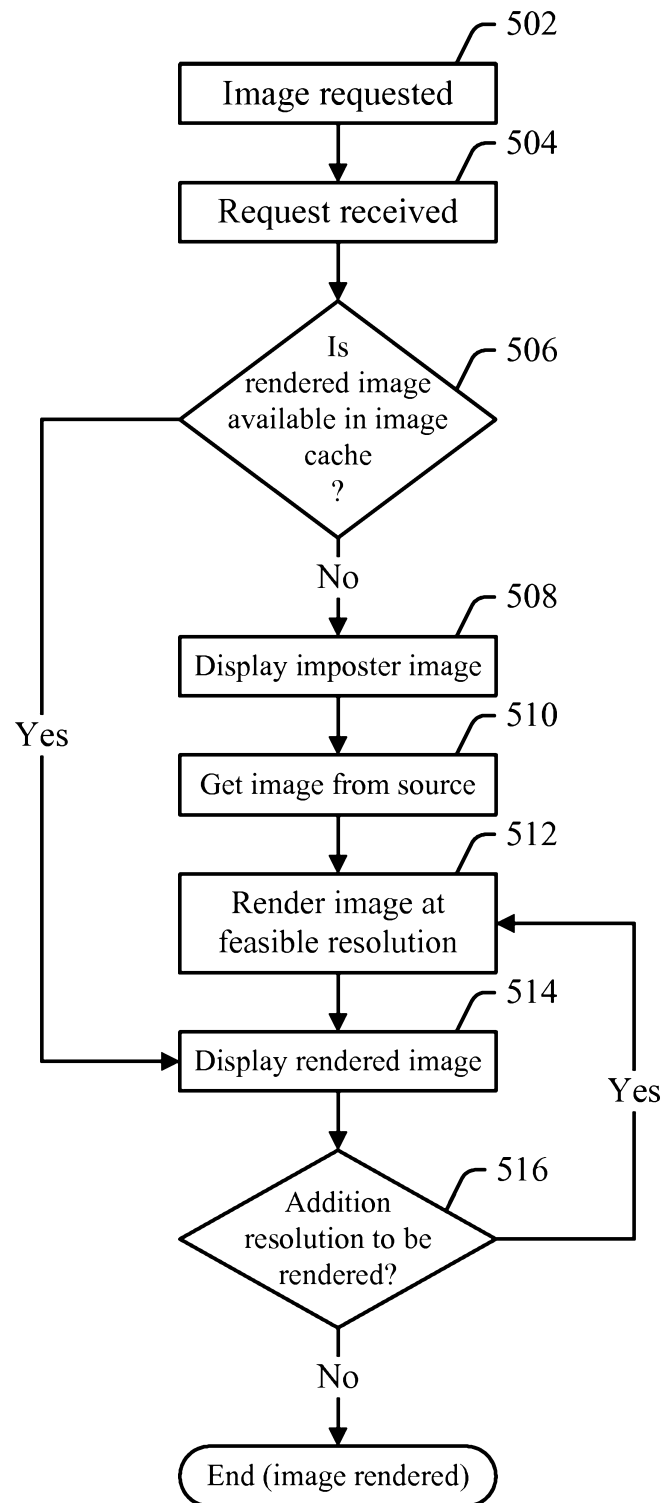 502
Image requested
504
Request received
506
Is
rendered image
available in image
cache
?
No
508
Display imposter image
Yes
510
Get image from source
512
Render image at
feasible resolution
514
Display rendered image
Yes
516
Addition
resolution to be
rendered?
No
End (image rendered)